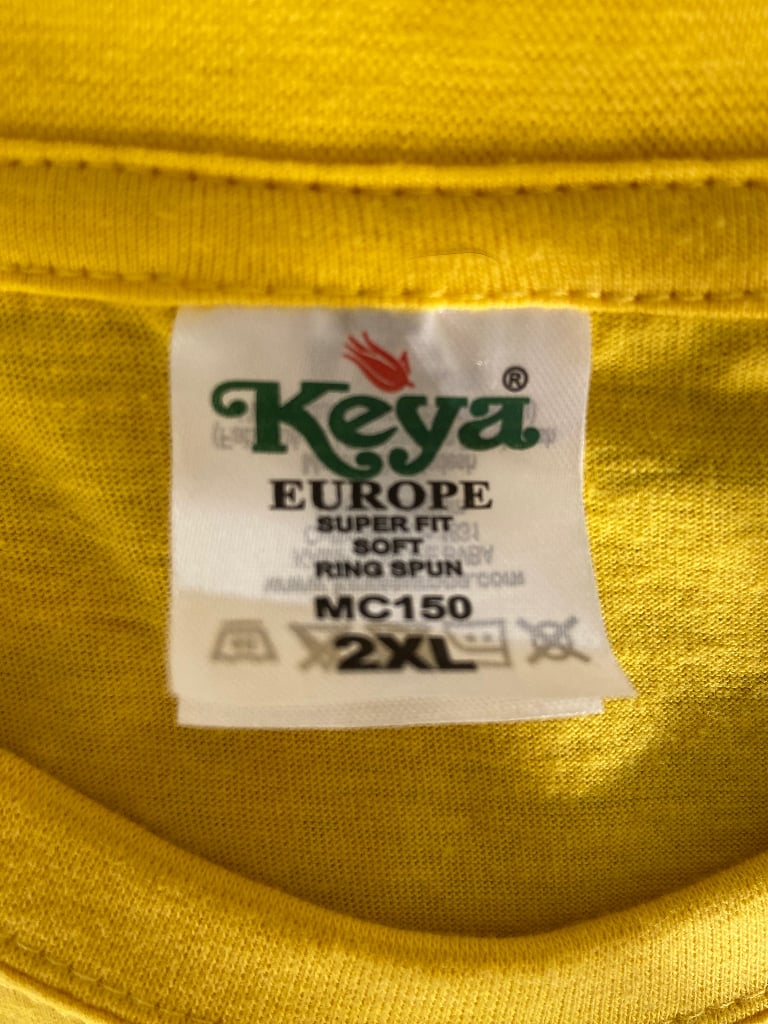 Keya®
EUROPE
SUPER FIT
SOFT
RING SPUN
MC150
2XL